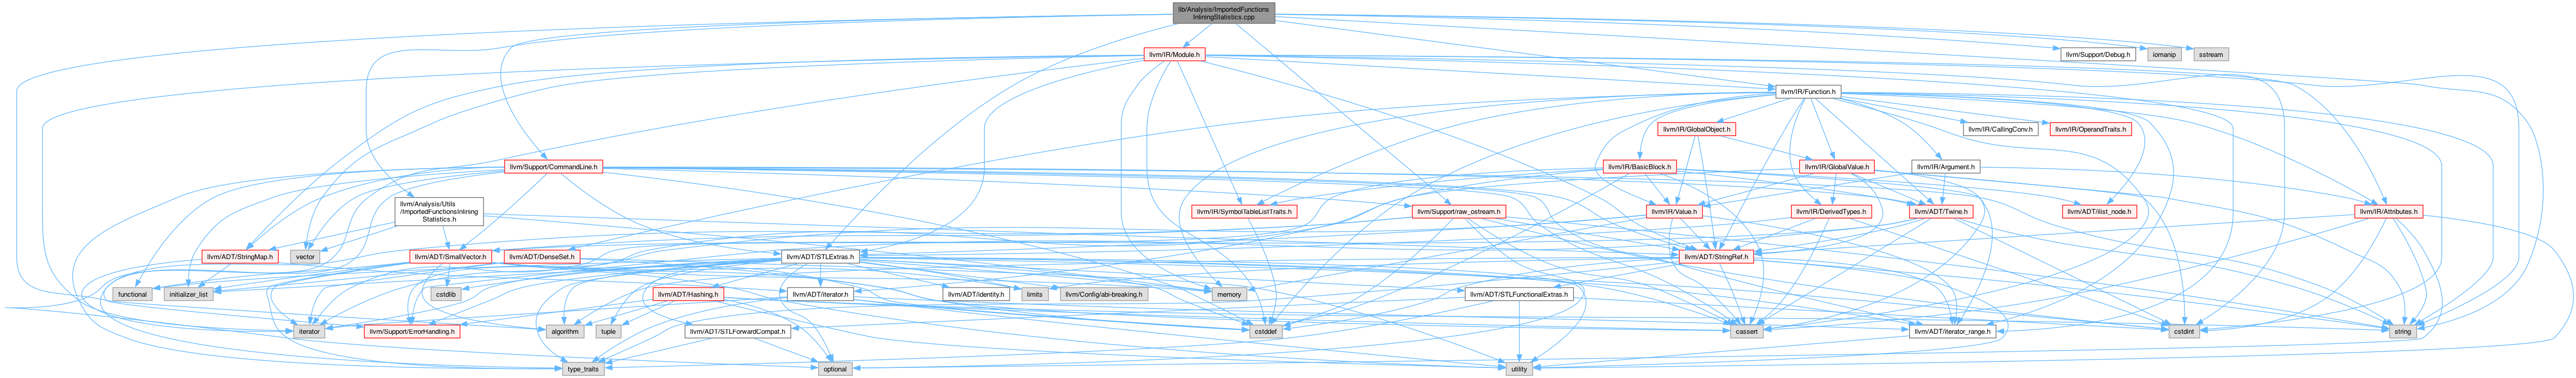 lib/Analysis/ImportedFunctions
InliningStatistics.cpp
llvm/IR/Module.h
llvm/Support/Debug.h
iomanip
sstream
llvm/IR/Function.h
llvm/IR/GlobalObject.h
llvm/IR/CallingConv.h
llvm/IR/OperandTraits.h
llvm/Support/CommandLine.h
llvm/IR/BasicBlock.h
llvm/IR/GlobalValue.h
llvm/IR/Argument.h
llvm/Analysis/Utils
/ImportedFunctionsInlining
Statistics.h
llvm/IR/SymbolTableListTraits.h
llvm/Support/raw_ostream.h
llvm/IR/Value.h
llvm/IR/DerivedTypes.h
llvm/ADT/Twine.h
llvm/ADT/ilist_node.h
llvm/IR/Attributes.h
llvm/ADT/StringMap.h
vector
llvm/ADT/SmallVector.h
llvm/ADT/DenseSet.h
llvm/ADT/STLExtras.h
llvm/ADT/StringRef.h
functional
initializer_list
cstdlib
llvm/ADT/Hashing.h
llvm/ADT/iterator.h
llvm/ADT/identity.h
limits
llvm/Config/abi-breaking.h
memory
llvm/ADT/STLFunctionalExtras.h
iterator
llvm/Support/ErrorHandling.h
algorithm
tuple
llvm/ADT/STLForwardCompat.h
cstddef
cassert
llvm/ADT/iterator_range.h
cstdint
string
type_traits
optional
utility